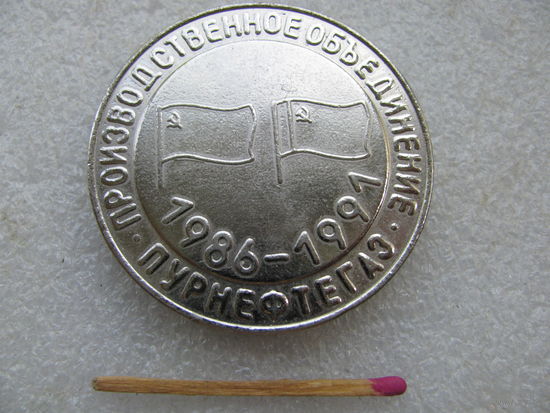 ПРОИЗВОДСТВЕННОЕ ОБЪЕДИНЕНИЕ
1986-1991
· ПУРНЕФТЕГАЗ ·